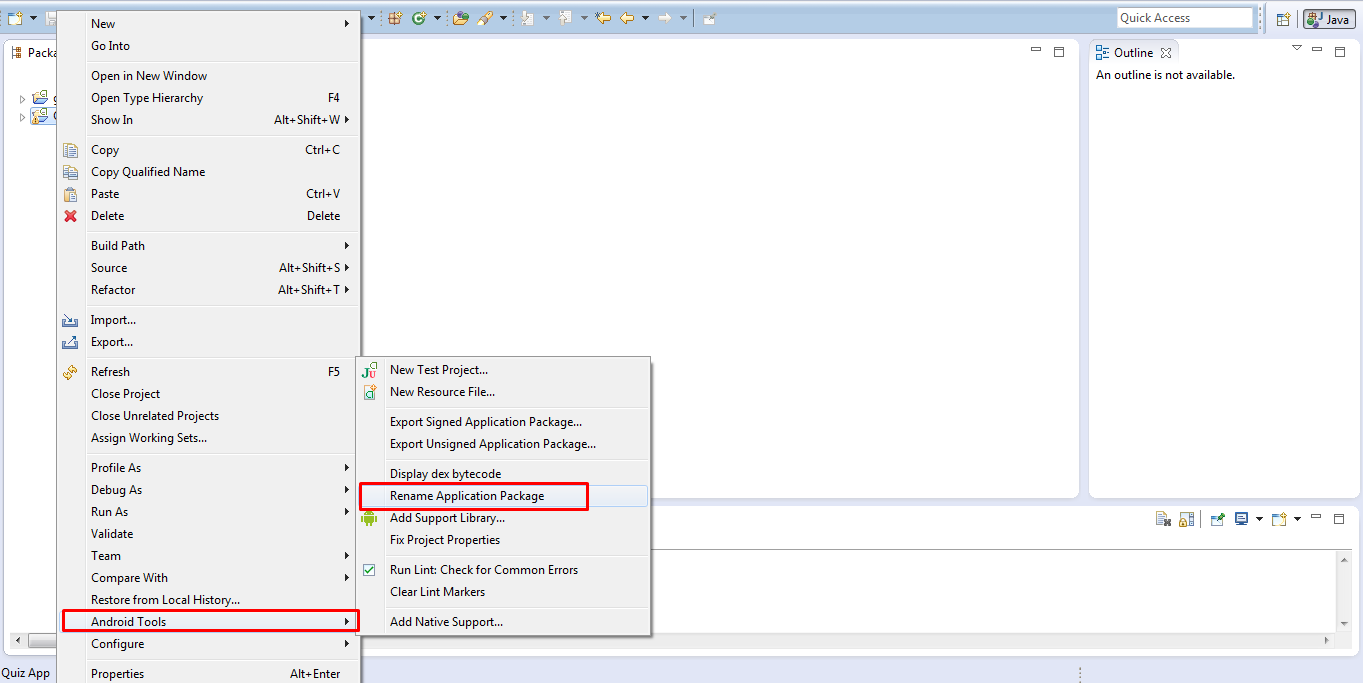 Quick Access
Java
Packa
Outline
An outline is not available.
New
Go Into
Open in New Window
Open Type Hierarchy F4
Show In Alt+Shift+W
Copy Ctrl+C
Copy Qualified Name
Paste Ctrl+V
Delete Delete
Build Path
Source Alt+Shift+S
Refactor Alt+Shift+T
Import...
Export...
Refresh F5
Close Project
Close Unrelated Projects
Assign Working Sets...
Profile As
Debug As
Run As
Validate
Team
Compare With
Restore from Local History...
Android Tools
Configure
Properties Alt+Enter
New Test Project...
New Resource File...
Export Signed Application Package...
Export Unsigned Application Package...
Display dex bytecode
Rename Application Package
Add Support Library...
Fix Project Properties
Run Lint: Check for Common Errors
Clear Lint Markers
Add Native Support...
Quiz App